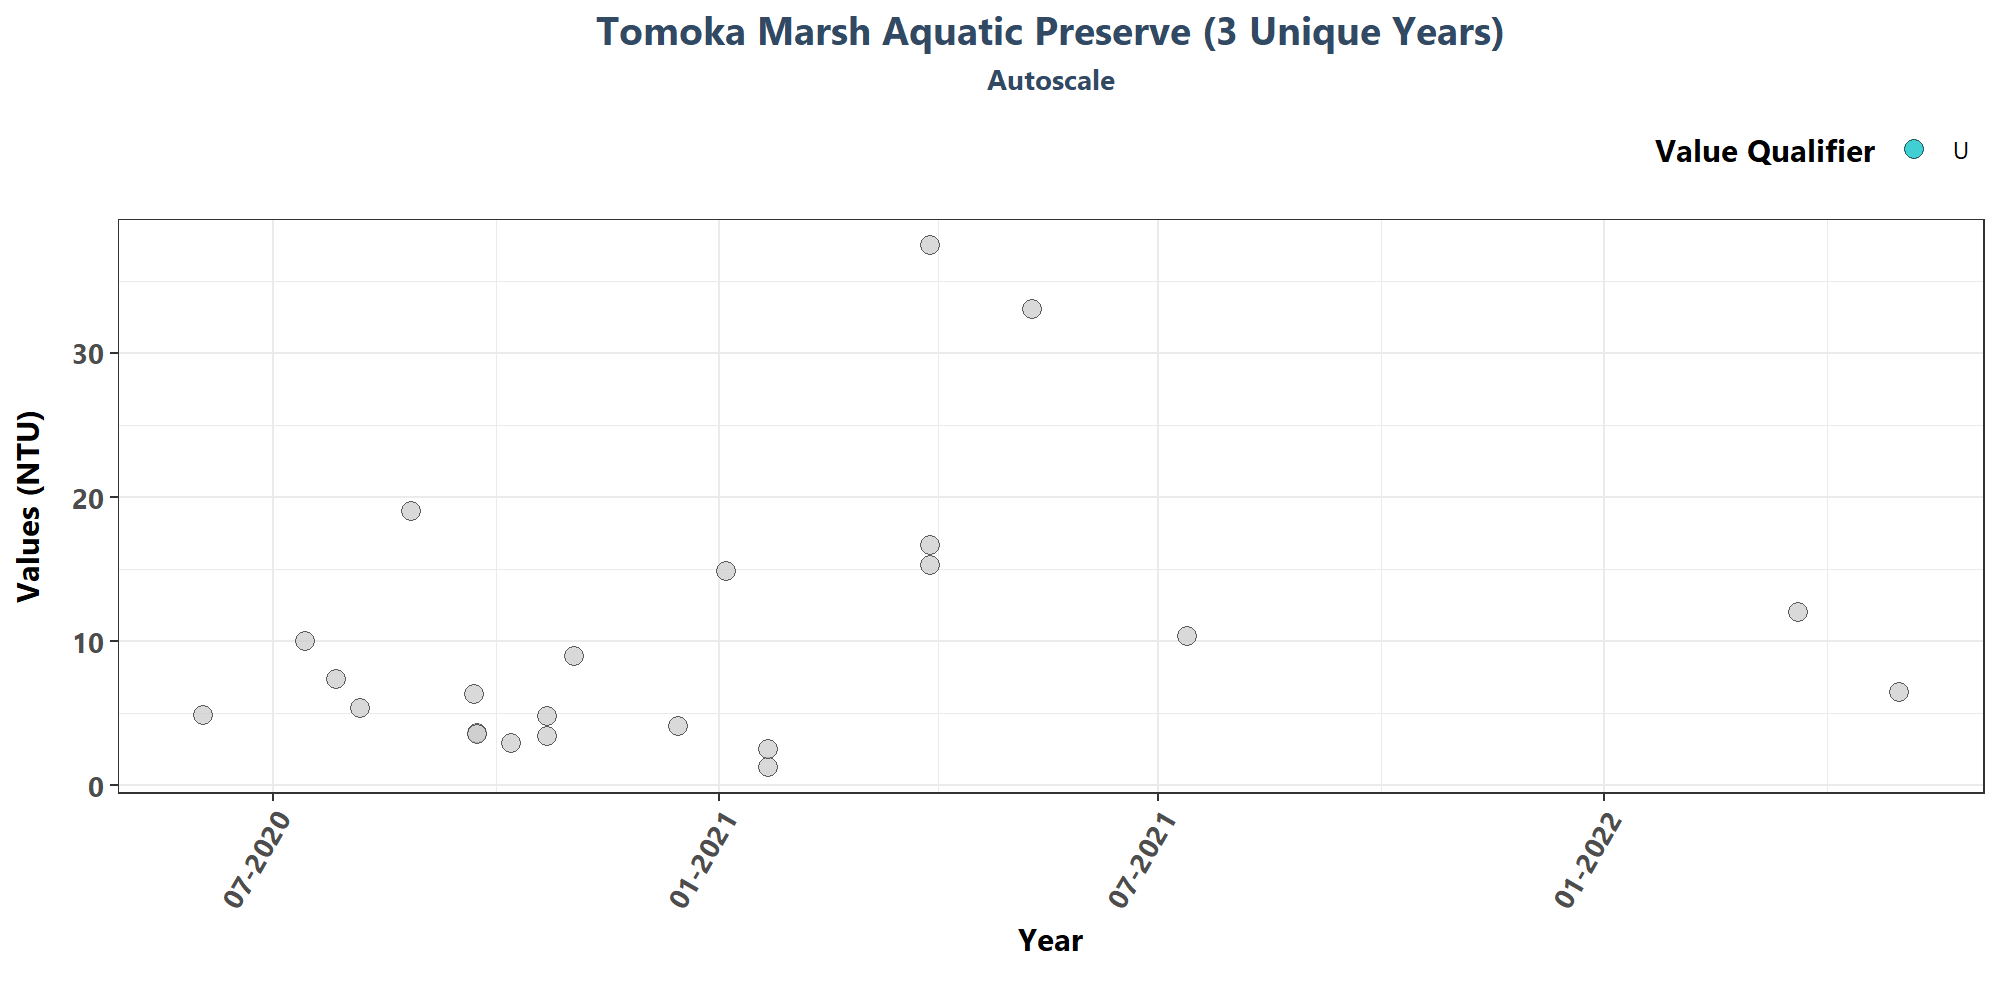 Tomoka Marsh Aquatic Preserve (3 Unique Years)
Autoscale
Value Qualifier U
Values (NTU)
30
20
10
0
07-2020
01-2021
07-2021
01-2022
Year